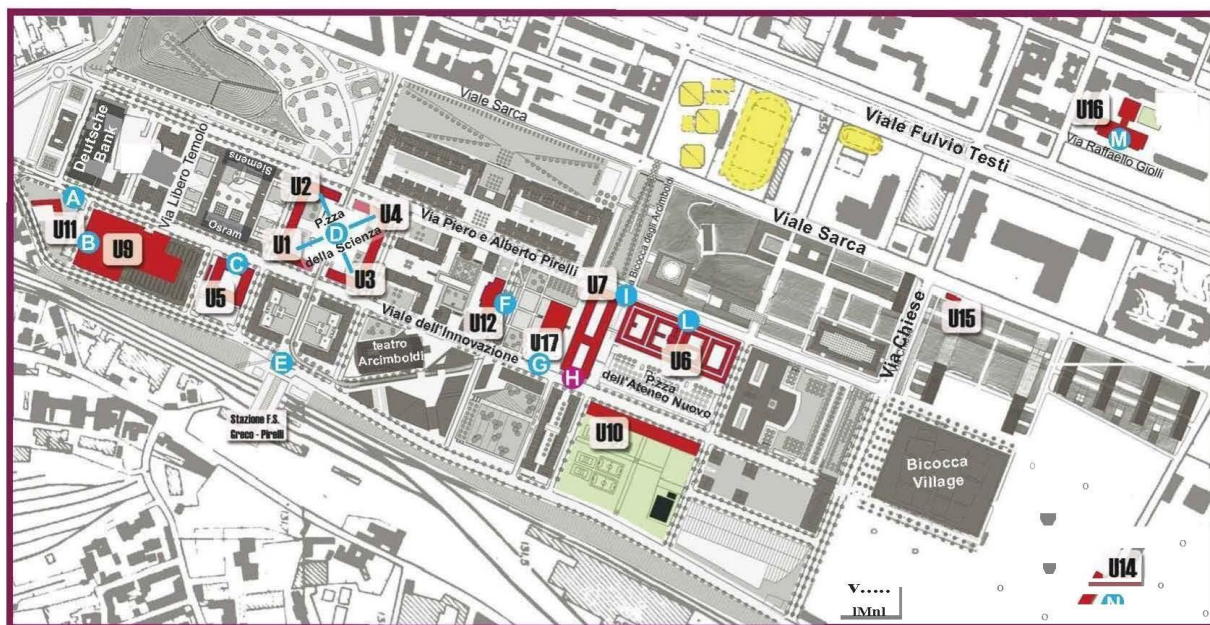 Viale Sarca
Viale Fulvio Testi
U16
M
Via Raffaello Giolli
Deutsche
Bank
Via Libero Temolo
Siemens
Osram
A
U11
B
U9
U2
P.zza
U4
D
U1
della Scienza
U3
C
U5
E
Via Piero e Alberto Pirelli
Viale Sarca
Bicocca degli Arcimboldi
U7
I
U12
F
L
U15
Via Chiese
U17
U6
Viale dell'Innovazione
teatro
Arcimboldi
G
H
P.zza
dell'Ateneo Nuovo
Stazione F.S.
Greco - Pirelli
U10
Bicocca
Village
U14
N
V.....
lMnl